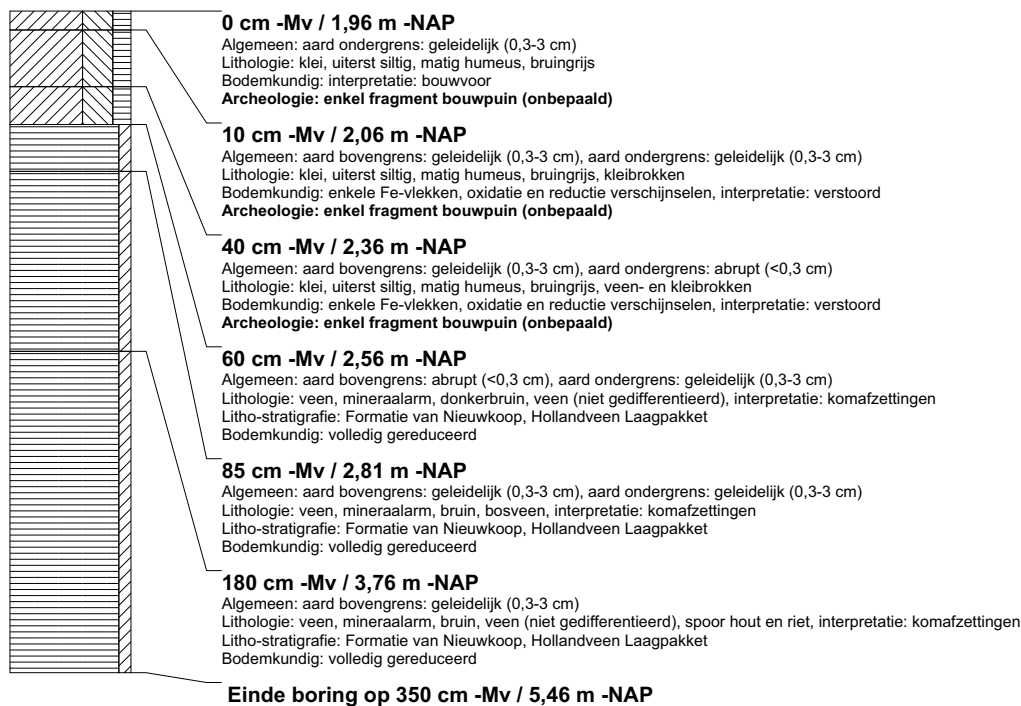 0 cm -Mv / 1,96 m -NAP
Algemeen: aard ondergrens: geleidelijk (0,3-3 cm)
Lithologie: klei, uiterst siltig, matig humeus, bruingrijs
Bodemkundig: interpretatie: bouwvoor
Archeologie: enkel fragment bouwpuin (onbepaald)
10 cm -Mv / 2,06 m -NAP
Algemeen: aard bovengrens: geleidelijk (0,3-3 cm), aard ondergrens: geleidelijk (0,3-3 cm)
Lithologie: klei, uiterst siltig, matig humeus, bruingrijs, kleibrokken
Bodemkundig: enkele Fe-vlekken, oxidatie en reductie verschijnselen, interpretatie: verstoord
Archeologie: enkel fragment bouwpuin (onbepaald)
40 cm -Mv / 2,36 m -NAP
Algemeen: aard bovengrens: geleidelijk (0,3-3 cm), aard ondergrens: abrupt (<0,3 cm)
Lithologie: klei, uiterst siltig, matig humeus, bruingrijs, veen- en kleibrokken
Bodemkundig: enkele Fe-vlekken, oxidatie en reductie verschijnselen, interpretatie: verstoord
Archeologie: enkel fragment bouwpuin (onbepaald)
60 cm -Mv / 2,56 m -NAP
Algemeen: aard bovengrens: abrupt (<0,3 cm), aard ondergrens: geleidelijk (0,3-3 cm)
Lithologie: veen, mineraalarm, donkerbruin, veen (niet gedifferentieerd), interpretatie: komafzettingen
Litho-stratigrafie: Formatie van Nieuwkoop, Hollandveen Laagpakket
Bodemkundig: volledig gereduceerd
85 cm -Mv / 2,81 m -NAP
Algemeen: aard bovengrens: geleidelijk (0,3-3 cm), aard ondergrens: geleidelijk (0,3-3 cm)
Lithologie: veen, mineraalarm, bruin, bosveen, interpretatie: komafzettingen
Litho-stratigrafie: Formatie van Nieuwkoop, Hollandveen Laagpakket
Bodemkundig: volledig gereduceerd
180 cm -Mv / 3,76 m -NAP
Algemeen: aard bovengrens: geleidelijk (0,3-3 cm)
Lithologie: veen, mineraalarm, bruin, veen (niet gedifferentieerd), spoor hout en riet, interpretatie: komafzettingen
Litho-stratigrafie: Formatie van Nieuwkoop, Hollandveen Laagpakket
Bodemkundig: volledig gereduceerd
Einde boring op 350 cm -Mv / 5,46 m -NAP